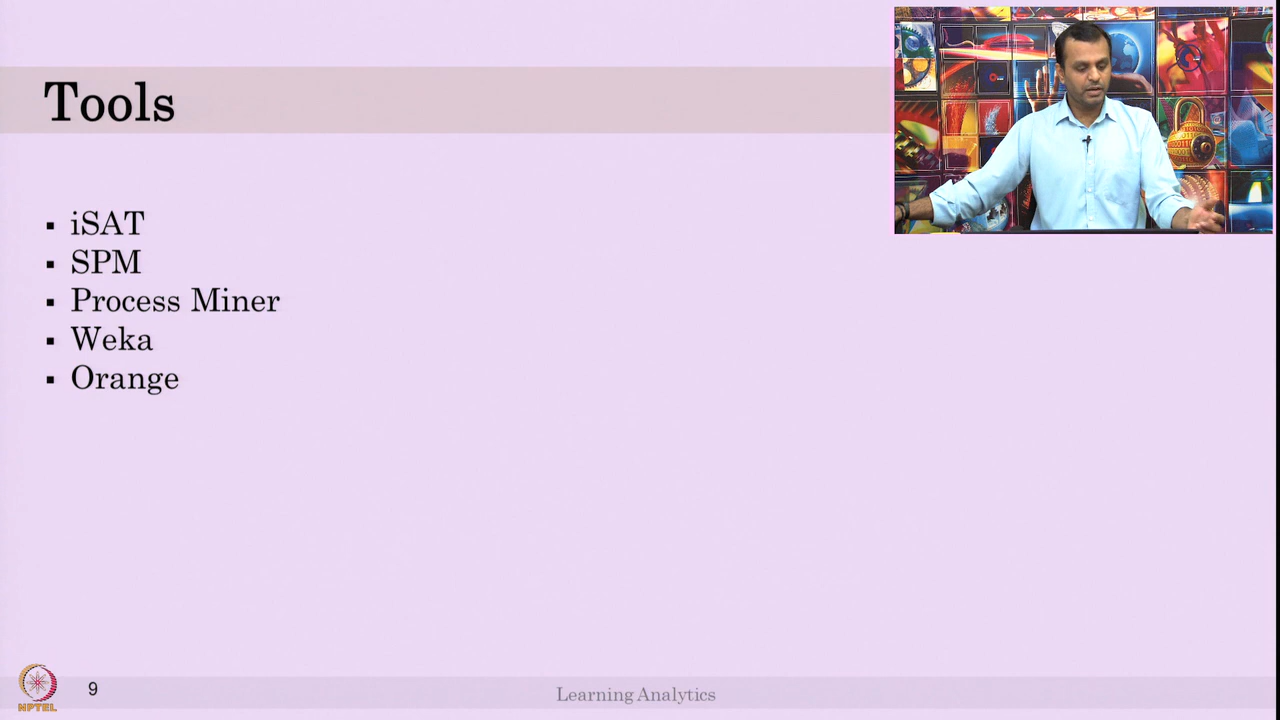 Tools
▪ iSAT
▪ SPM
▪ Process Miner
▪ Weka
▪ Orange
NPTEL
9
Learning Analytics